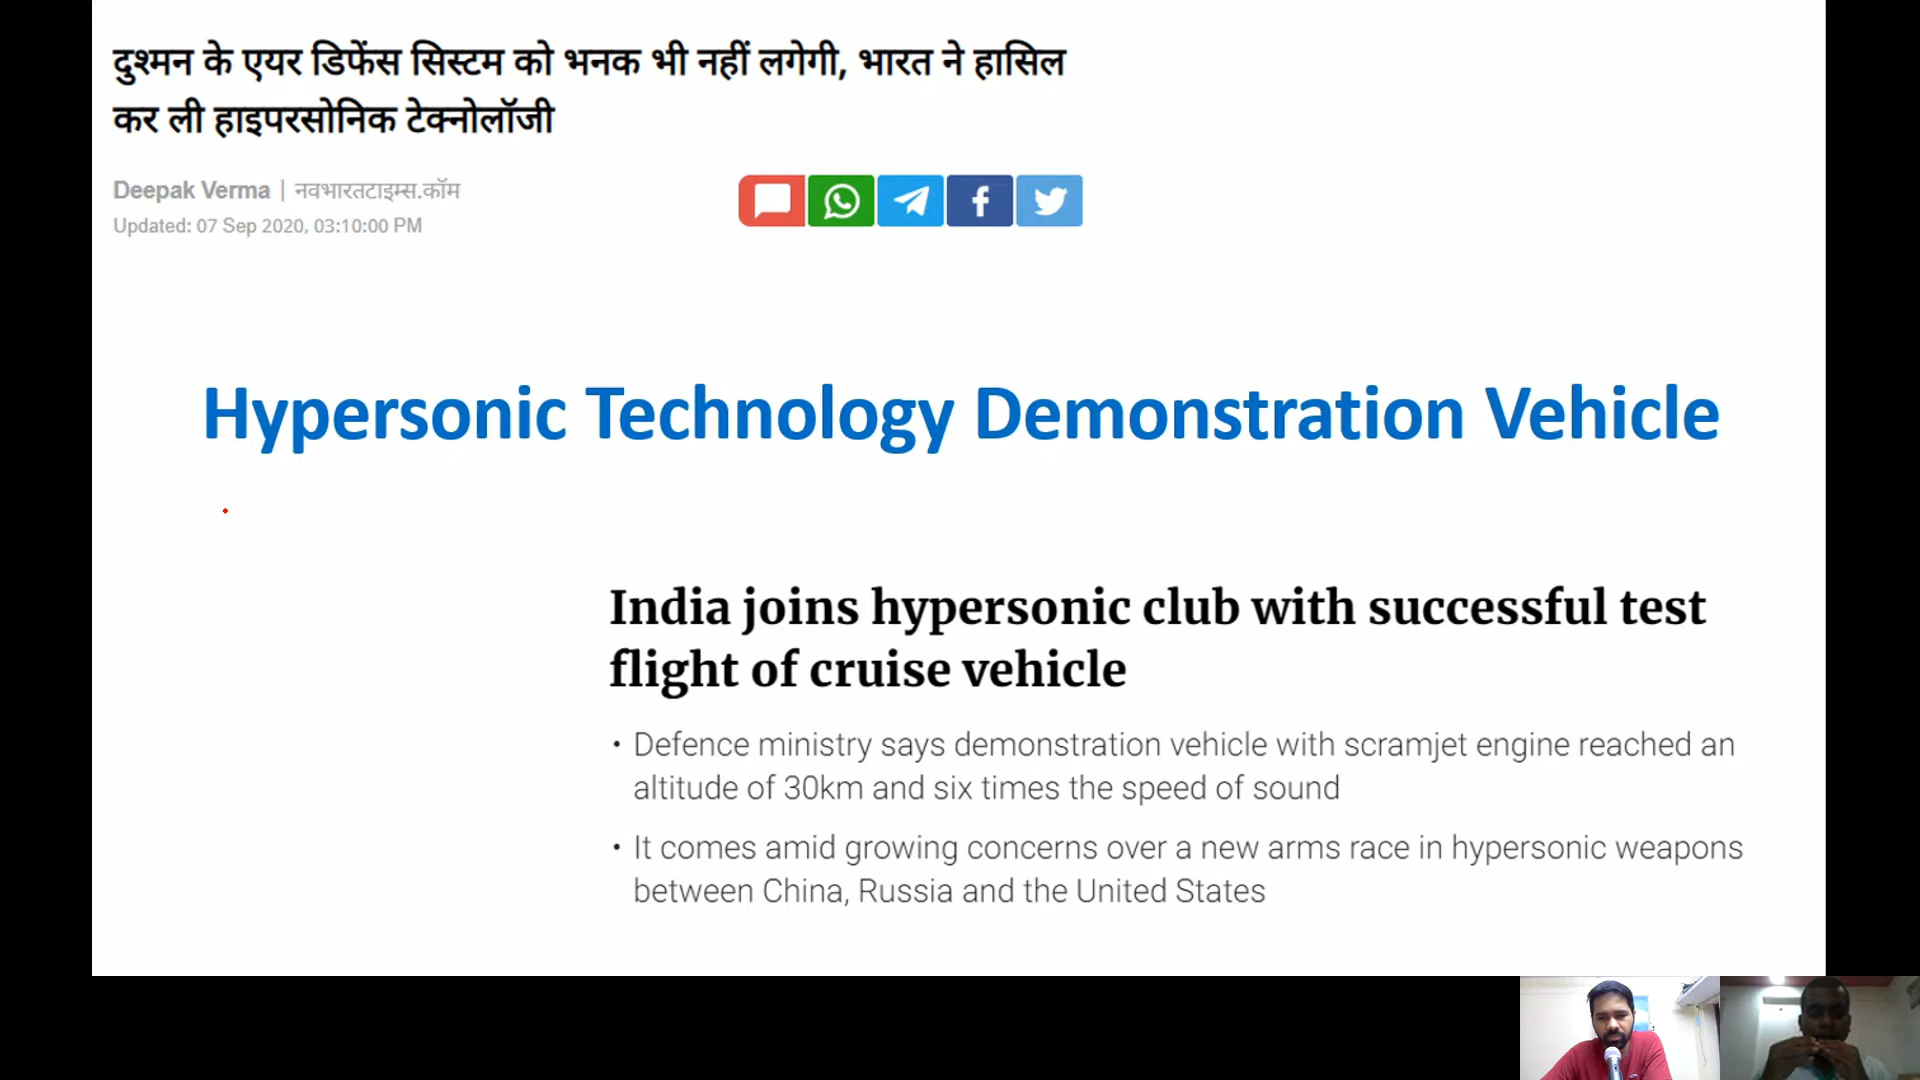 दुश्मन के एयर डिफेंस सिस्टम को भनक भी नहीं लगेगी, भारत ने हासिल
कर ली हाइपरसोनिक टेक्नोलॉजी
Deepak Verma | नवभारतटाइम्स.कॉम
Updated: 07 Sep 2020, 03:10:00 PM
Hypersonic Technology Demonstration Vehicle
India joins hypersonic club with successful test
flight of cruise vehicle
• Defence ministry says demonstration vehicle with scramjet engine reached an
altitude of 30km and six times the speed of sound
• It comes amid growing concerns over a new arms race in hypersonic weapons
between China, Russia and the United States